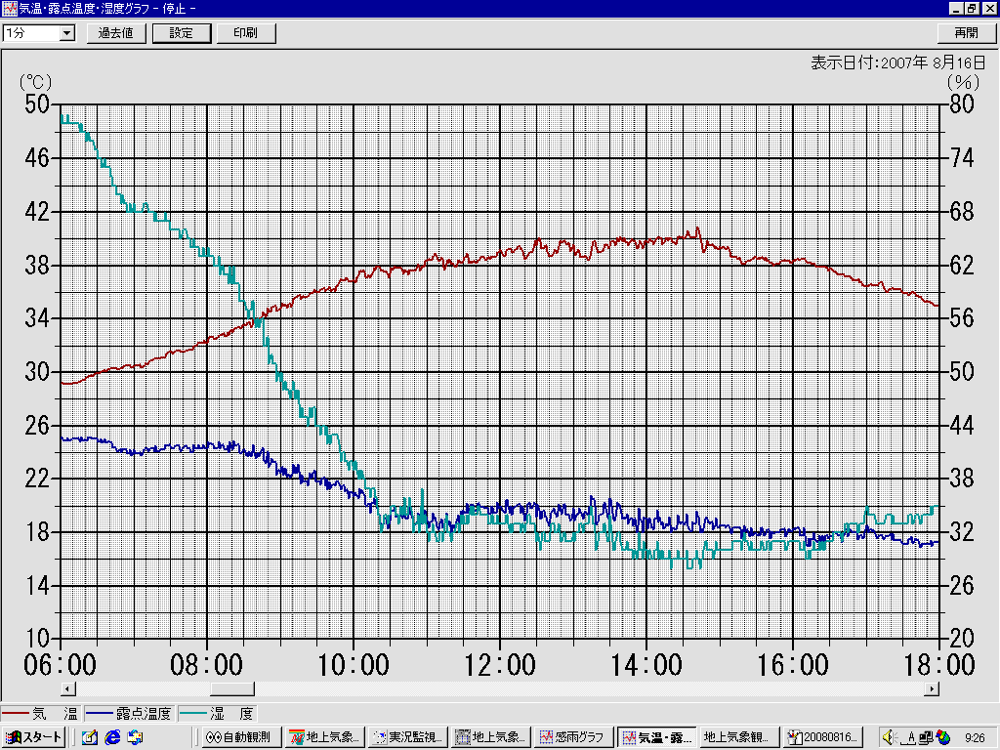 気温・露点温度・湿度グラフ - 停止 -
1分 過去値 設定 印刷 再開
表示日付:2007年 8月16日
(℃) (%)
50 80
46 74
42 68
38 62
34 56
30 50
26 44
22 38
18 32
14 26
10 20
06:00 08:00 10:00 12:00 14:00 16:00 18:00
気 温 露点温度 湿 度
スタート 自動観測 地上気象... 実況監視... 地上気象... 感雨グラフ 気温・露... 地上気象観... 20080816... A 9:26